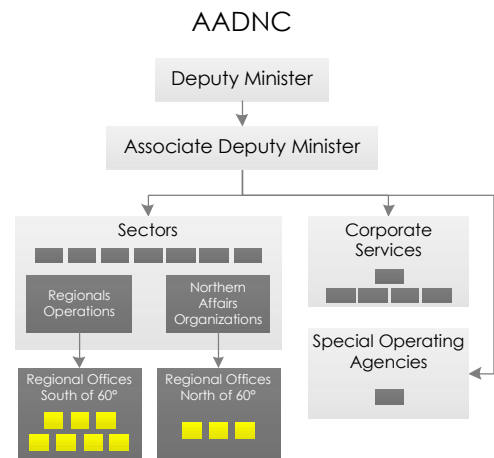 AADNC
Deputy Minister
Associate Deputy Minister
Sectors
Regionals
Operations
Northern
Affairs
Organizations
Regional Offices
South of 60°
Regional Offices
North of 60°
Corporate
Services
Special Operating
Agencies